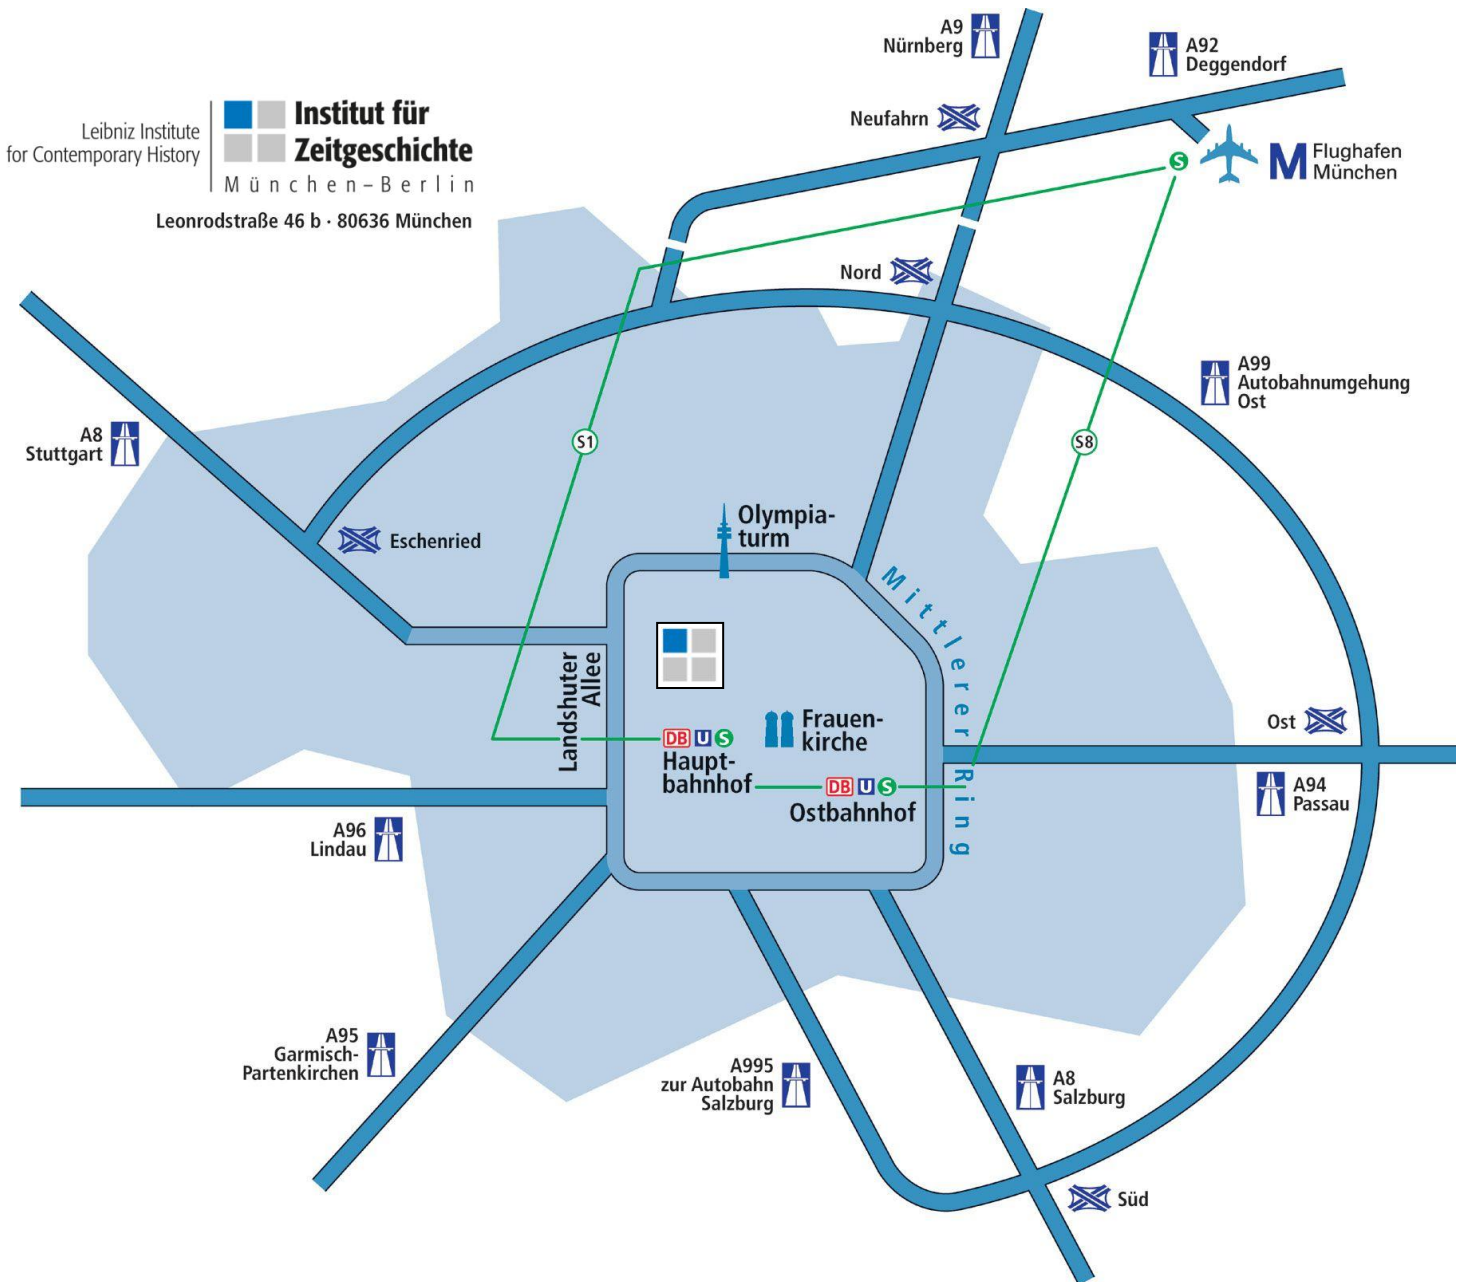 A9
Nürnberg
A92
Deggendorf
Neufahrn
Leibniz Institute
for Contemporary History
Institut für
Zeitgeschichte
München–Berlin
Leonrodstraße 46 b · 80636 München
S
M Flughafen
München
Nord
A99
Autobahnumgehung
Ost
A8
Stuttgart
S1
S8
Olympia-
turm
Eschenried
Mittlerer Ring
Landshuter
Allee
Frauen-
kirche
Ost
DB U S
Haupt-
bahnhof
DB U S
Ostbahnhof
A94
Passau
A96
Lindau
A95
Garmisch-
Partenkirchen
A995
zur Autobahn
Salzburg
A8
Salzburg
Süd